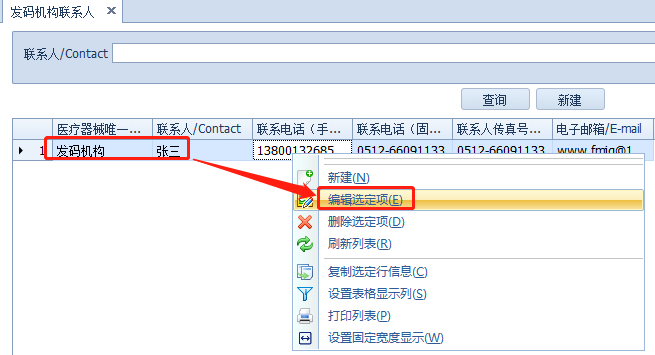 发码机构联系人 ×
联系人/Contact
查询 新建
医疗器械唯一... 联系人/Contact 联系电话（手... 联系电话（固... 联系人传真号... 电子邮箱/E-mail
1 发码机构 张三 13800132685 0512-66091133 0512-66091133 www.fmjg@1...
新建(N)
编辑选定项(E)
删除选定项(D)
刷新列表(R)
复制选定行信息(C)
设置表格显示列(S)
打印列表(P)
设置固定宽度显示(W)